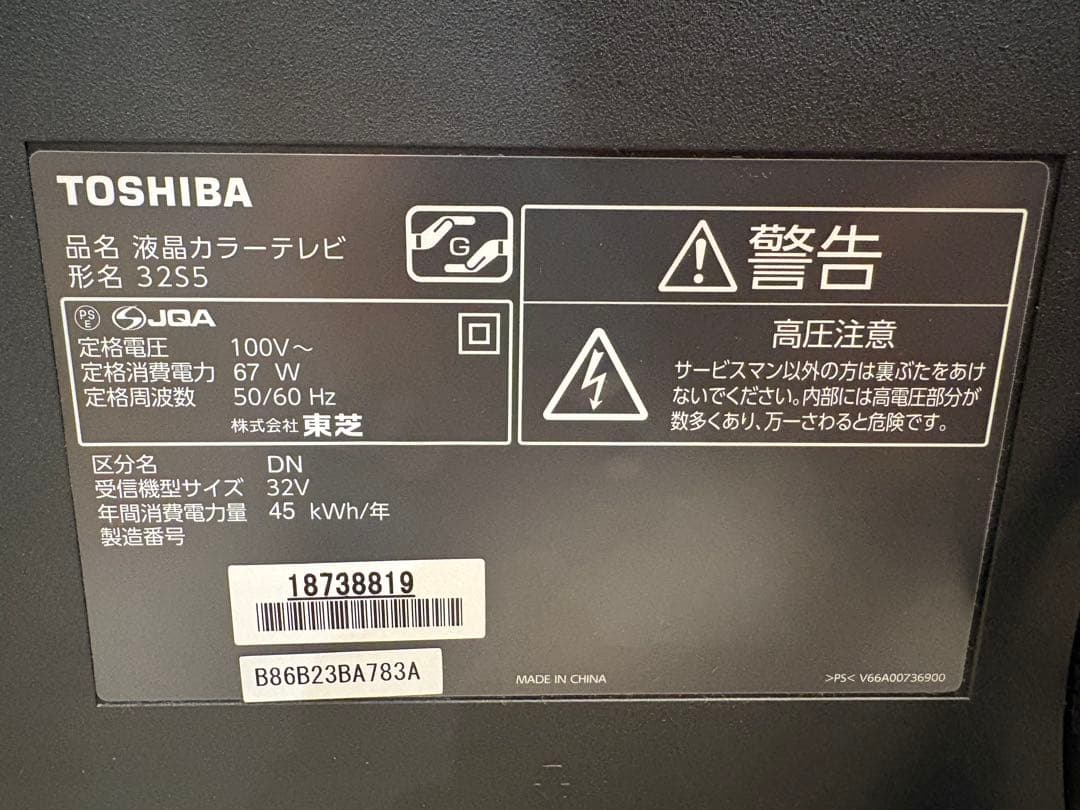 TOSHIBA
品名 液晶カラーテレビ
形名 32S5
G
PS
E
JQA
定格電圧 100V～
定格消費電力 67 W
定格周波数 50/60 Hz
株式会社 東芝
警告
高圧注意
サービスマン以外の方は裏ぶたをあけ
ないでください。内部には高電圧部分が
数多くあり、万一さわると危険です。
区分名 DN
受信機型サイズ 32V
年間消費電力量 45 kWh/年
製造番号
18738819
B86B23BA783A
MADE IN CHINA
>PS< V66A00736900